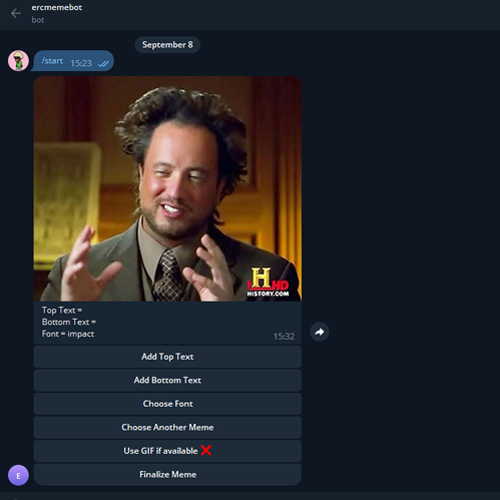 ercmemebot
bot
September 8
/start 15:23
H HD
HISTORY.COM
Top Text =
Bottom Text =
Font = impact
15:32
Add Top Text
Add Bottom Text
Choose Font
Choose Another Meme
Use GIF if available ❌
E
Finalize Meme